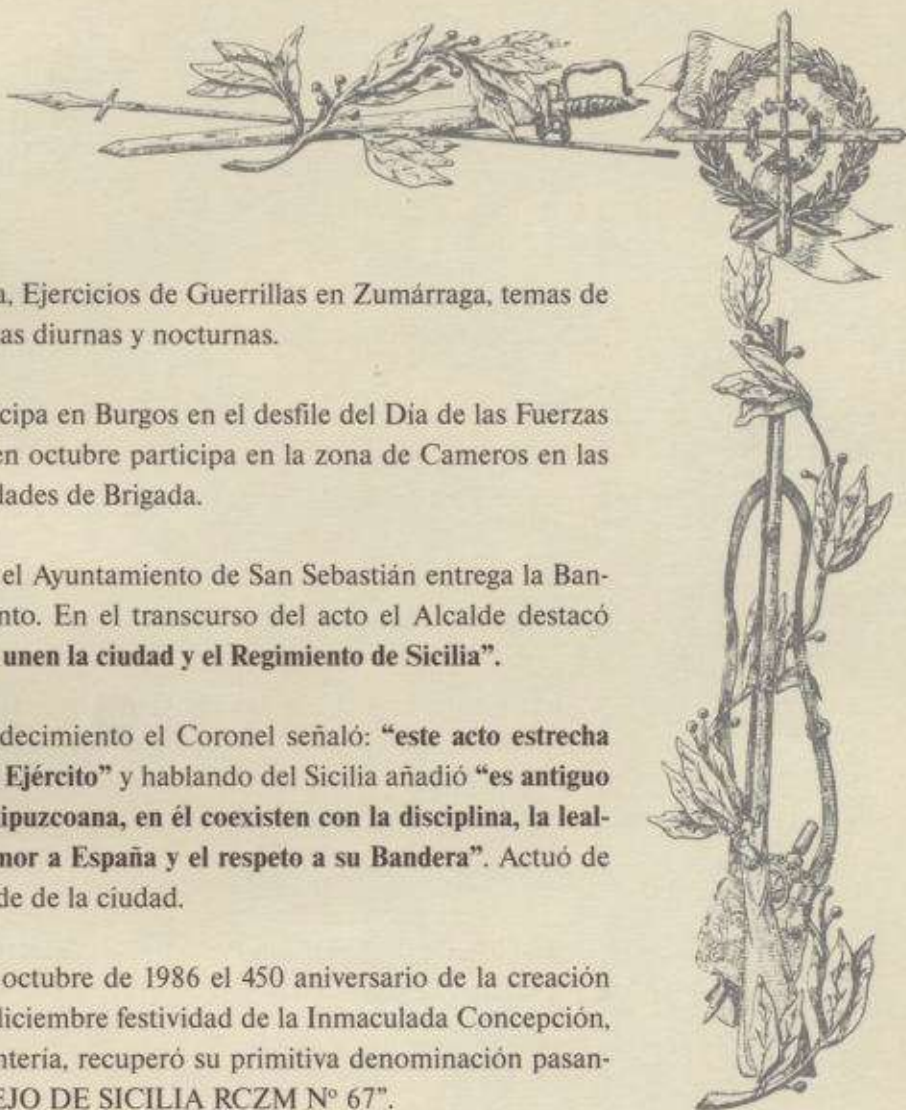 , Ejercicios de Guerrillas en Zumárraga, temas de
as diurnas y nocturnas.
cipa en Burgos en el desfile del Día de las Fuerzas
en octubre participa en la zona de Cameros en las
lades de Brigada.
el Ayuntamiento de San Sebastián entrega la Ban-
nto. En el transcurso del acto el Alcalde destacó
unen la ciudad y el Regimiento de Sicilia”.
decimiento el Coronel señaló: “este acto estrecha
Ejército” y hablando del Sicilia añadió “es antiguo
ipuzcoana, en él coexisten con la disciplina, la leal-
mor a España y el respeto a su Bandera”. Actuó de
de de la ciudad.
octubre de 1986 el 450 aniversario de la creación
diciembre festividad de la Inmaculada Concepción,
ntería, recuperó su primitiva denominación pasan-
EJO DE SICILIA RCZM Nº 67”.